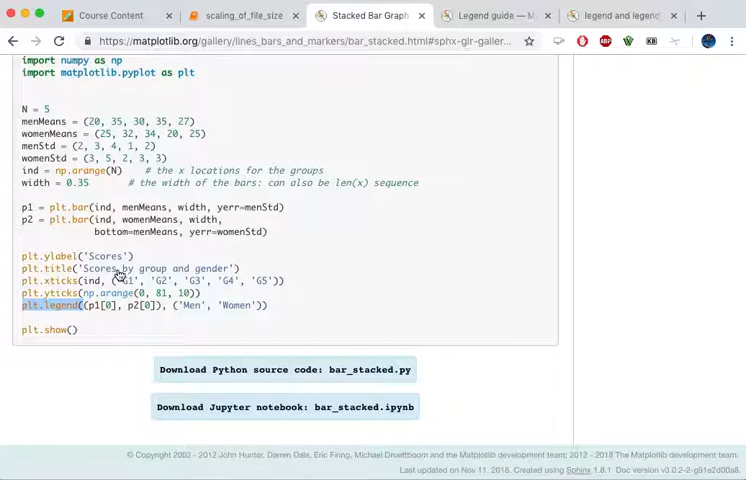 Course Content
scaling_of_file_size
Stacked Bar Graph
Legend guide — M
legend and legend
https://matplotlib.org/gallery/lines_bars_and_markers/bar_stacked.html#sphx-glr-galler...
import numpy as np
import matplotlib.pyplot as plt
N = 5
menMeans = (20, 35, 30, 35, 27)
womenMeans = (25, 32, 34, 20, 25)
menStd = (2, 3, 4, 1, 2)
womenStd = (3, 5, 2, 3, 3)
ind = np.arange(N)    # the x locations for the groups
width = 0.35       # the width of the bars: can also be len(x) sequence
p1 = plt.bar(ind, menMeans, width, yerr=menStd)
p2 = plt.bar(ind, womenMeans, width,
bottom=menMeans, yerr=womenStd)
plt.ylabel('Scores')
plt.title('Scores by group and gender')
plt.xticks(ind, ('G1', 'G2', 'G3', 'G4', 'G5'))
plt.yticks(np.arange(0, 81, 10))
plt.legend((p1[0], p2[0]), ('Men', 'Women'))
plt.show()
Download Python source code: bar_stacked.py
Download Jupyter notebook: bar_stacked.ipynb
© Copyright 2002 - 2012 John Hunter, Darren Dale, Eric Firing, Michael Droettboom and the Matplotlib development team; 2012 - 2018 The Matplotlib development team.
Last updated on Nov 11, 2018. Created using Sphinx 1.8.1. Doc version v3.0.2-2-g91e2d00a8.